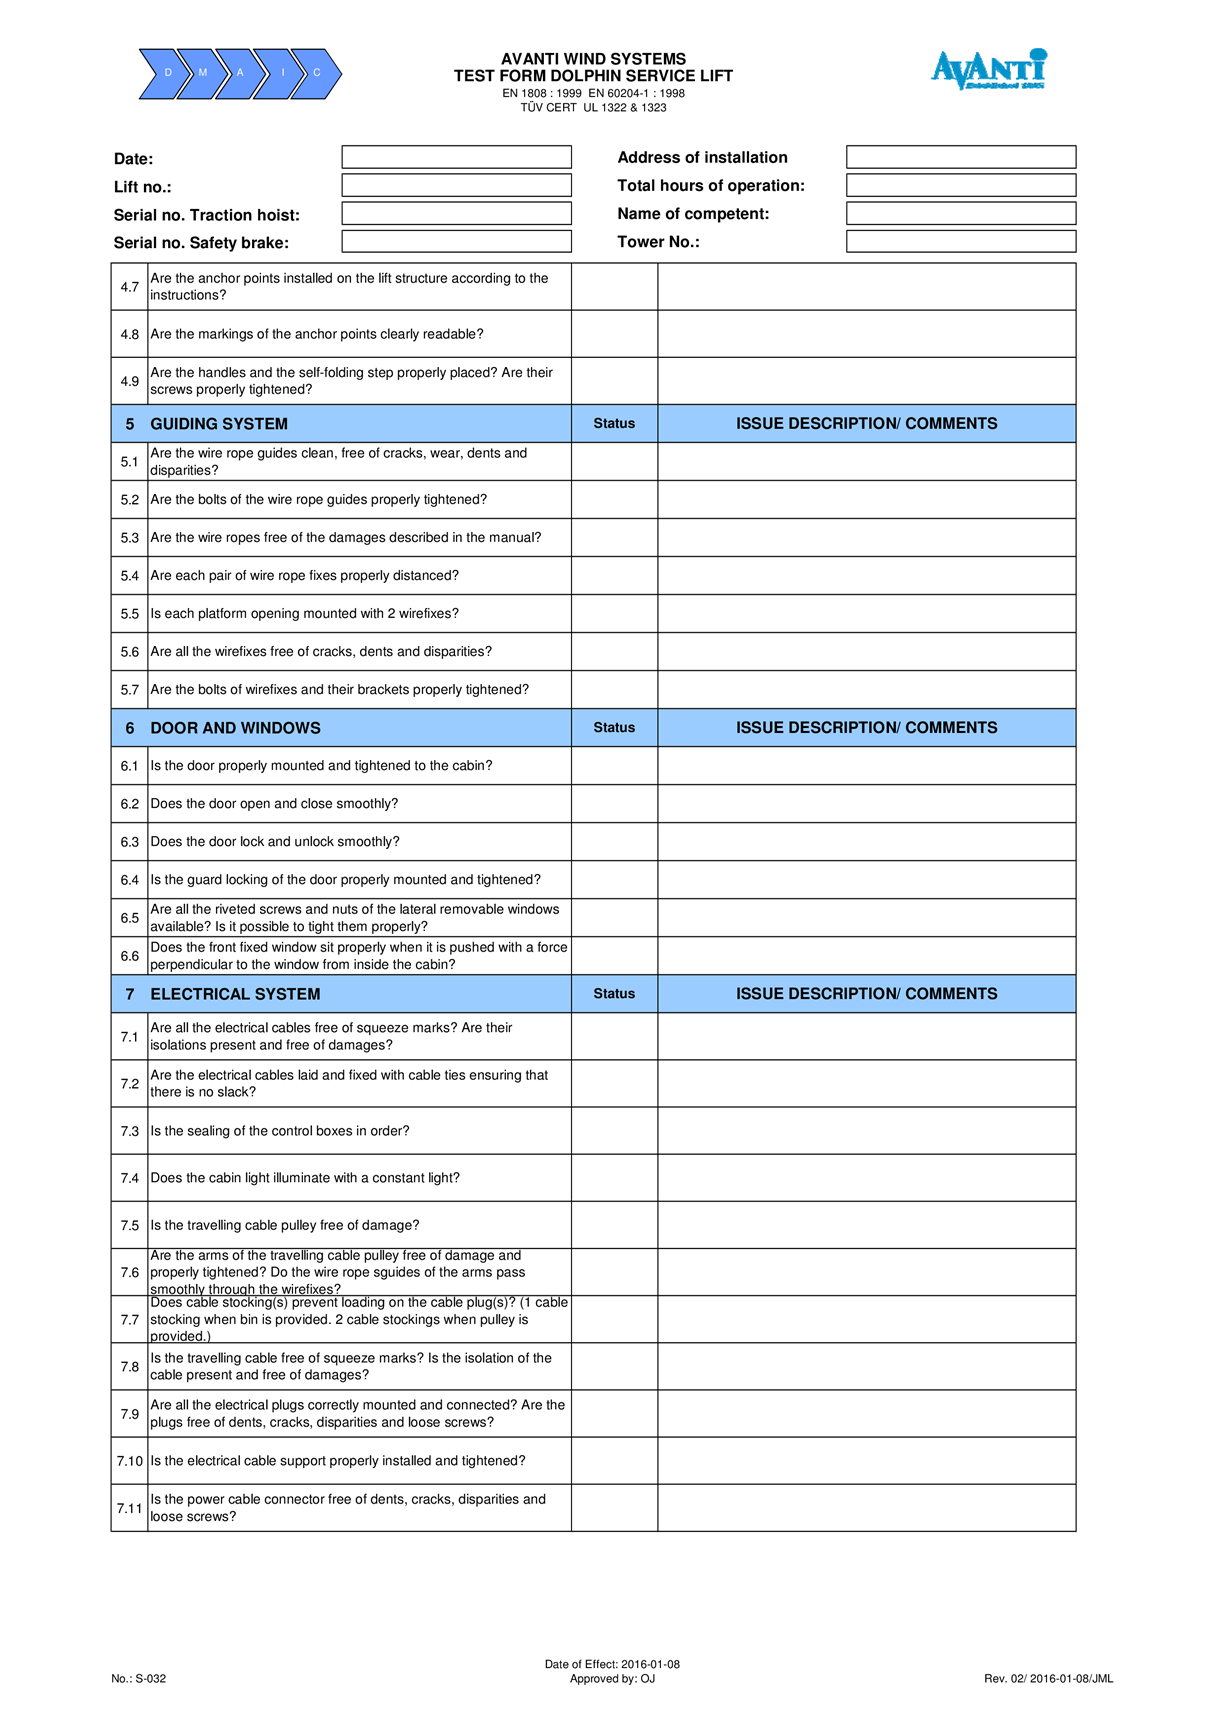 D M A I C
AVANTI WIND SYSTEMS
TEST FORM DOLPHIN SERVICE LIFT
EN 1808 : 1999 EN 60204-1 : 1998
TÜV CERT UL 1322 & 1323
AVANTI
Established 1885
Date:
Lift no.:
Serial no. Traction hoist:
Serial no. Safety brake:
Address of installation
Total hours of operation:
Name of competent:
Tower No.:
4.7 Are the anchor points installed on the lift structure according to the
instructions?
4.8 Are the markings of the anchor points clearly readable?
4.9 Are the handles and the self-folding step properly placed? Are their
screws properly tightened?
5 GUIDING SYSTEM Status ISSUE DESCRIPTION/ COMMENTS
5.1 Are the wire rope guides clean, free of cracks, wear, dents and
disparities?
5.2 Are the bolts of the wire rope guides properly tightened?
5.3 Are the wire ropes free of the damages described in the manual?
5.4 Are each pair of wire rope fixes properly distanced?
5.5 Is each platform opening mounted with 2 wirefixes?
5.6 Are all the wirefixes free of cracks, dents and disparities?
5.7 Are the bolts of wirefixes and their brackets properly tightened?
6 DOOR AND WINDOWS Status ISSUE DESCRIPTION/ COMMENTS
6.1 Is the door properly mounted and tightened to the cabin?
6.2 Does the door open and close smoothly?
6.3 Does the door lock and unlock smoothly?
6.4 Is the guard locking of the door properly mounted and tightened?
6.5 Are all the riveted screws and nuts of the lateral removable windows
available? Is it possible to tight them properly?
6.6 Does the front fixed window sit properly when it is pushed with a force
perpendicular to the window from inside the cabin?
7 ELECTRICAL SYSTEM Status ISSUE DESCRIPTION/ COMMENTS
7.1 Are all the electrical cables free of squeeze marks? Are their
isolations present and free of damages?
7.2 Are the electrical cables laid and fixed with cable ties ensuring that
there is no slack?
7.3 Is the sealing of the control boxes in order?
7.4 Does the cabin light illuminate with a constant light?
7.5 Is the travelling cable pulley free of damage?
7.6 Are the arms of the travelling cable pulley free of damage and
properly tightened? Do the wire rope sguides of the arms pass
smoothly through the wirefixes?
7.7 Does cable stocking(s) prevent loading on the cable plug(s)? (1 cable
stocking when bin is provided. 2 cable stockings when pulley is
provided.)
7.8 Is the travelling cable free of squeeze marks? Is the isolation of the
cable present and free of damages?
7.9 Are all the electrical plugs correctly mounted and connected? Are the
plugs free of dents, cracks, disparities and loose screws?
7.10 Is the electrical cable support properly installed and tightened?
7.11 Is the power cable connector free of dents, cracks, disparities and
loose screws?
Date of Effect: 2016-01-08
No.: S-032 Approved by: OJ Rev. 02/ 2016-01-08/JML